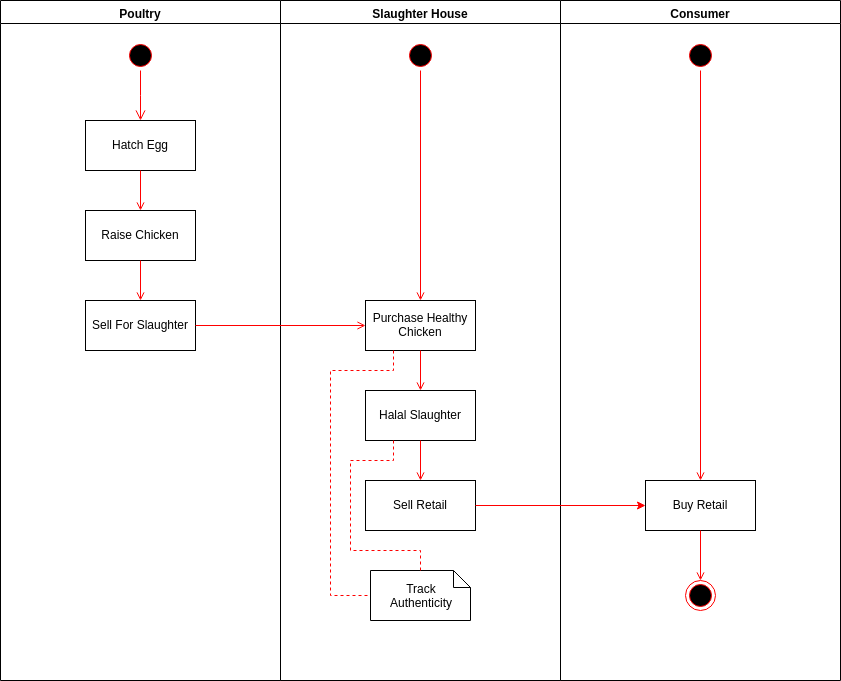 Poultry
Slaughter House
Consumer
Hatch Egg
Raise Chicken
Sell For Slaughter
Purchase Healthy
Chicken
Halal Slaughter
Sell Retail
Buy Retail
Track
Authenticity